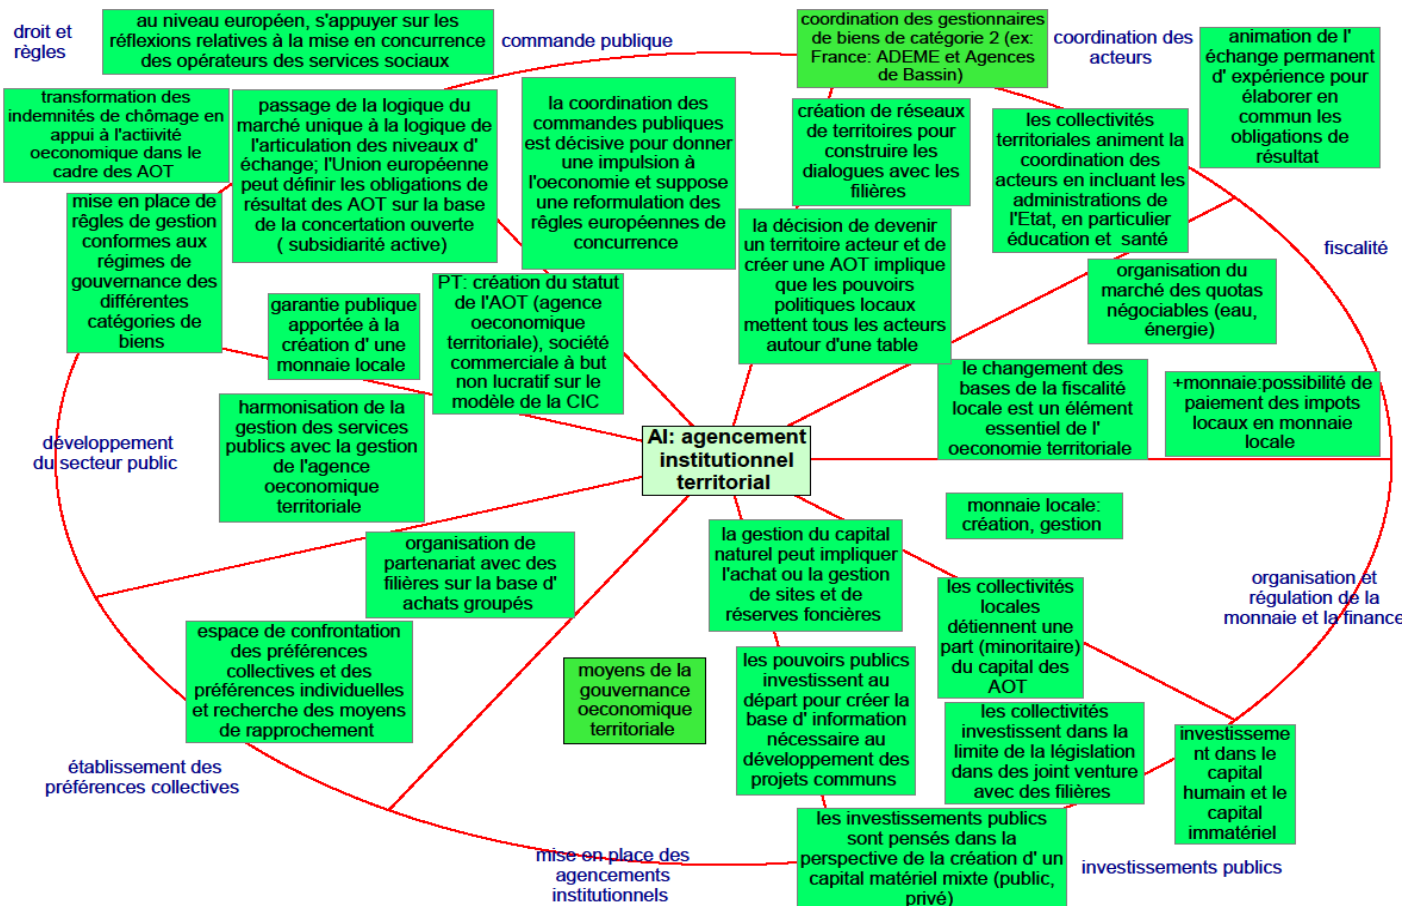 droit et
règles
au niveau européen, s'appuyer sur les
réflexions relatives à la mise en concurrence
des opérateurs des services sociaux
commande publique
coordination des gestionnaires
de biens de catégorie 2 (ex:
France: ADEME et Agences
de Bassin)
coordination des
acteurs
animation de l'
échange permanent
d' expérience pour
élaborer en
commun les
obligations de
résultat
transformation des
indemnités de chômage en
appui à l'actiivité
oeconomique dans le
cadre des AOT
passage de la logique du
marché unique à la logique de
l'articulation des niveaux d'
échange; l'Union européenne
peut définir les obligations de
résultat des AOT sur la base
de la concertation ouverte
( subsidiarité active)
la coordination des
commandes publiques
est décisive pour donner
une impulsion à
l'oeconomie et suppose
une reformulation des
rêgles européennes de
concurrence
création de réseaux
de territoires pour
construire les
dialogues avec les
filières
les collectivités
territoriales animent la
coordination des
acteurs en incluant les
administrations de
l'Etat, en particulier
éducation et santé
mise en place de
rêgles de gestion
conformes aux
régimes de
gouvernance des
différentes
catégories de
biens
la décision de devenir
un territoire acteur et de
créer une AOT implique
que les pouvoirs
politiques locaux
mettent tous les acteurs
autour d'une table
fiscalité
organisation du
marché des quotas
négociables (eau,
énergie)
garantie publique
apportée à la
création d' une
monnaie locale
PT: création du statut
de l'AOT (agence
oeconomique
territoriale), société
commerciale à but
non lucratif sur le
modèle de la CIC
le changement des
bases de la fiscalité
locale est un élément
essentiel de l'
oeconomie territoriale
+monnaie:possibilité de
paiement des impots
locaux en monnaie
locale
harmonisation de la
gestion des services
publics avec la gestion
de l'agence
oeconomique
territoriale
développement
du secteur public
AI: agencement
institutionnel
territorial
monnaie locale:
création, gestion
organisation de
partenariat avec des
filières sur la base d'
achats groupés
la gestion du capital
naturel peut impliquer
l'achat ou la gestion
de sites et de
réserves foncières
les collectivités
locales
détiennent une
part (minoritaire)
du capital des
AOT
organisation et
régulation de la
monnaie et la finance
espace de confrontation
des préférences
collectives et des
préférences individuelles
et recherche des moyens
de rapprochement
moyens de la
gouvernance
oeconomique
territoriale
les pouvoirs publics
investissent au
départ pour créer la
base d' information
nécessaire au
développement des
projets communs
les collectivités
investissent dans la
limite de la législation
dans des joint venture
avec des filières
investisseme
nt dans le
capital
humain et le
capital
immatériel
établissement des
préférences collectives
mise en place des
agencements
institutionnels
les investissements publics
sont pensés dans la
perspective de la création d' un
capital matériel mixte (public,
privé)
investissements publics